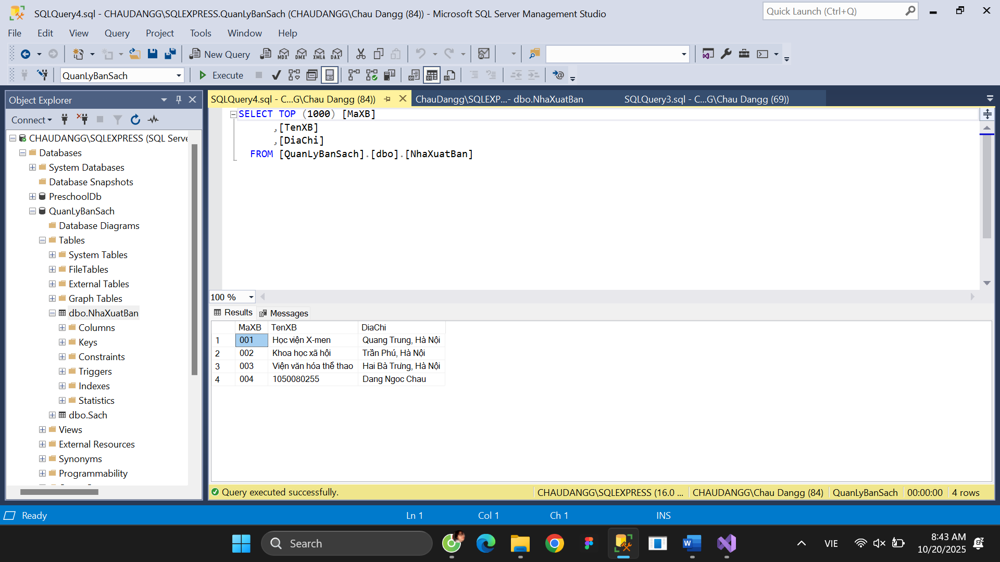 SQLQuery4.sql - CHAUDANGG\SQLEXPRESS.QuanLyBanSach (CHAUDANGG\Chau Dangg (84)) - Microsoft SQL Server Management Studio
Quick Launch (Ctrl+Q)
File Edit View Query Project Tools Window Help
New Query MDX DMX XMLA DAX
QuanLyBanSach Execute
Object Explorer
Connect
CHAUDANGG\SQLEXPRESS (SQL Serve
Databases
System Databases
Database Snapshots
PreschoolDb
QuanLyBanSach
Database Diagrams
Tables
System Tables
FileTables
External Tables
Graph Tables
dbo.NhaXuatBan
Columns
Keys
Constraints
Triggers
Indexes
Statistics
dbo.Sach
Views
External Resources
Synonyms
Programmability
SQLQuery4.sql - C...G\Chau Dangg (84)) ChauDangg\SQLEXP...- dbo.NhaXuatBan SQLQuery3.sql - C...G\Chau Dangg (69))
SELECT TOP (1000) [MaXB]
,[TenXB]
,[DiaChi]
FROM [QuanLyBanSach].[dbo].[NhaXuatBan]
100 %
Results Messages
MaXB TenXB DiaChi
1 001 Học viện X-men Quang Trung, Hà Nội
2 002 Khoa học xã hội Trần Phú, Hà Nội
3 003 Viện văn hóa thể thao Hai Bà Trưng, Hà Nội
4 004 1050080255 Dang Ngoc Chau
Query executed successfully. CHAUDANGG\SQLEXPRESS (16.0 ... CHAUDANGG\Chau Dangg (84) QuanLyBanSach 00:00:00 4 rows
Ready Ln 1 Col 1 Ch 1 INS
Search VIE 8:43 AM
10/20/2025